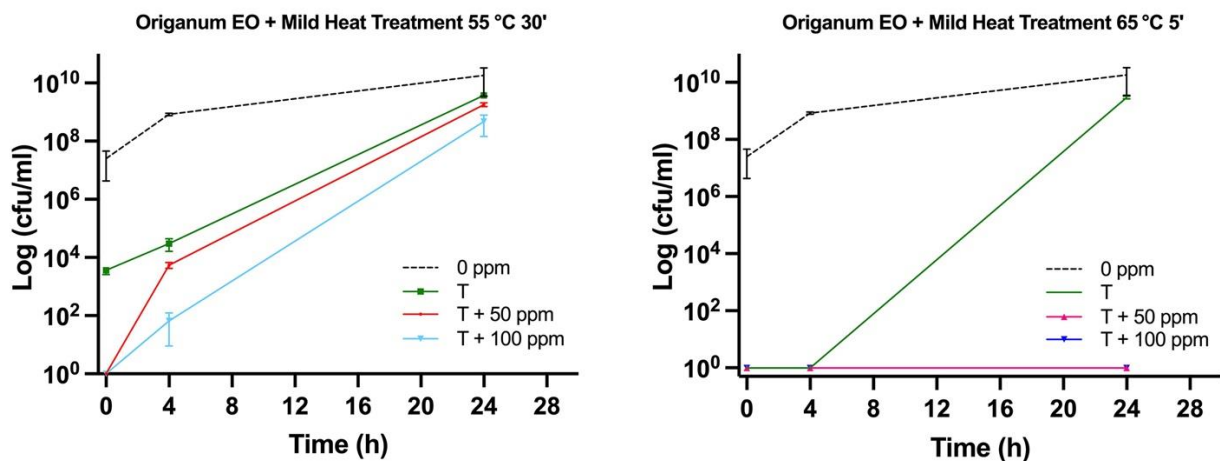 Origanum EO + Mild Heat Treatment 55 °C 30'
Log (cfu/ml)
10^10
10^8
10^6
10^4
10^2
10^0
0 ppm
T
T + 50 ppm
T + 100 ppm
0 4 8 12 16 20 24 28
Time (h)
Origanum EO + Mild Heat Treatment 65 °C 5'
Log (cfu/ml)
10^10
10^8
10^6
10^4
10^2
10^0
0 ppm
T
T + 50 ppm
T + 100 ppm
0 4 8 12 16 20 24 28
Time (h)